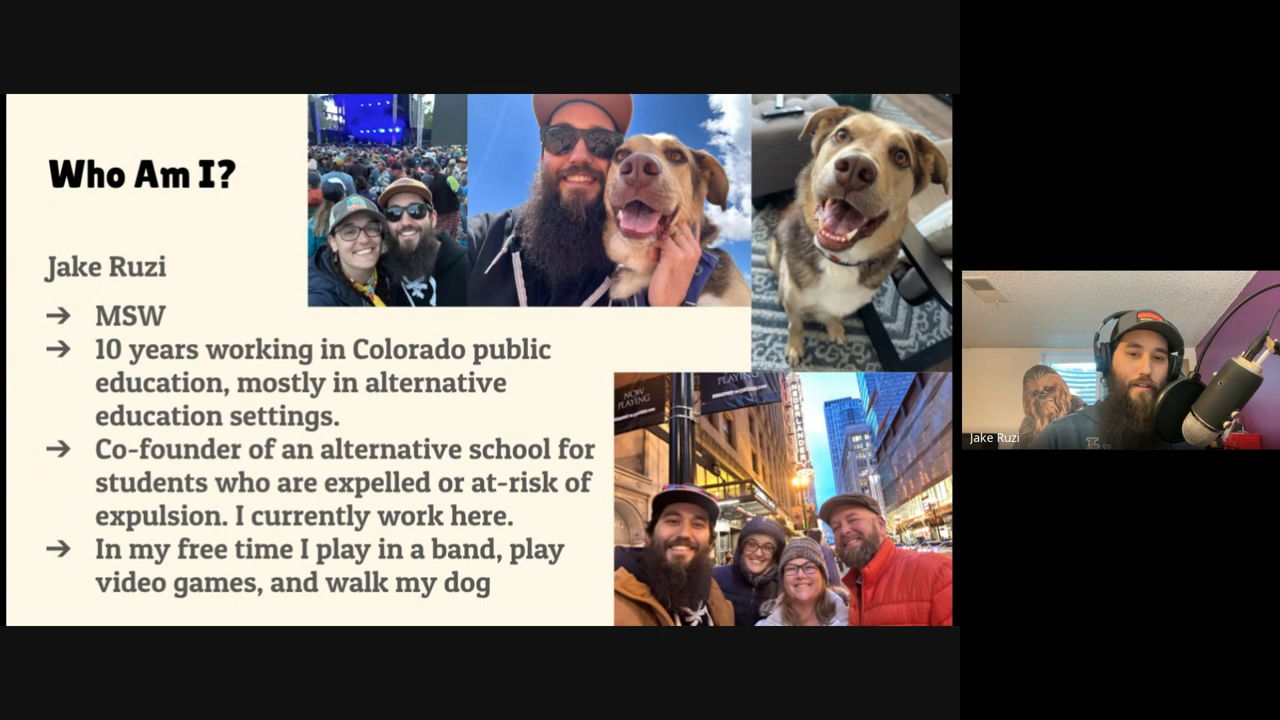 Who Am I?
Jake Ruzi
➔ MSW
➔ 10 years working in Colorado public
education, mostly in alternative
education settings.
➔ Co-founder of an alternative school for
students who are expelled or at-risk of
expulsion. I currently work here.
➔ In my free time I play in a band, play
video games, and walk my dog
NOW
PLAYING
PLAYING
Jake Ruzi